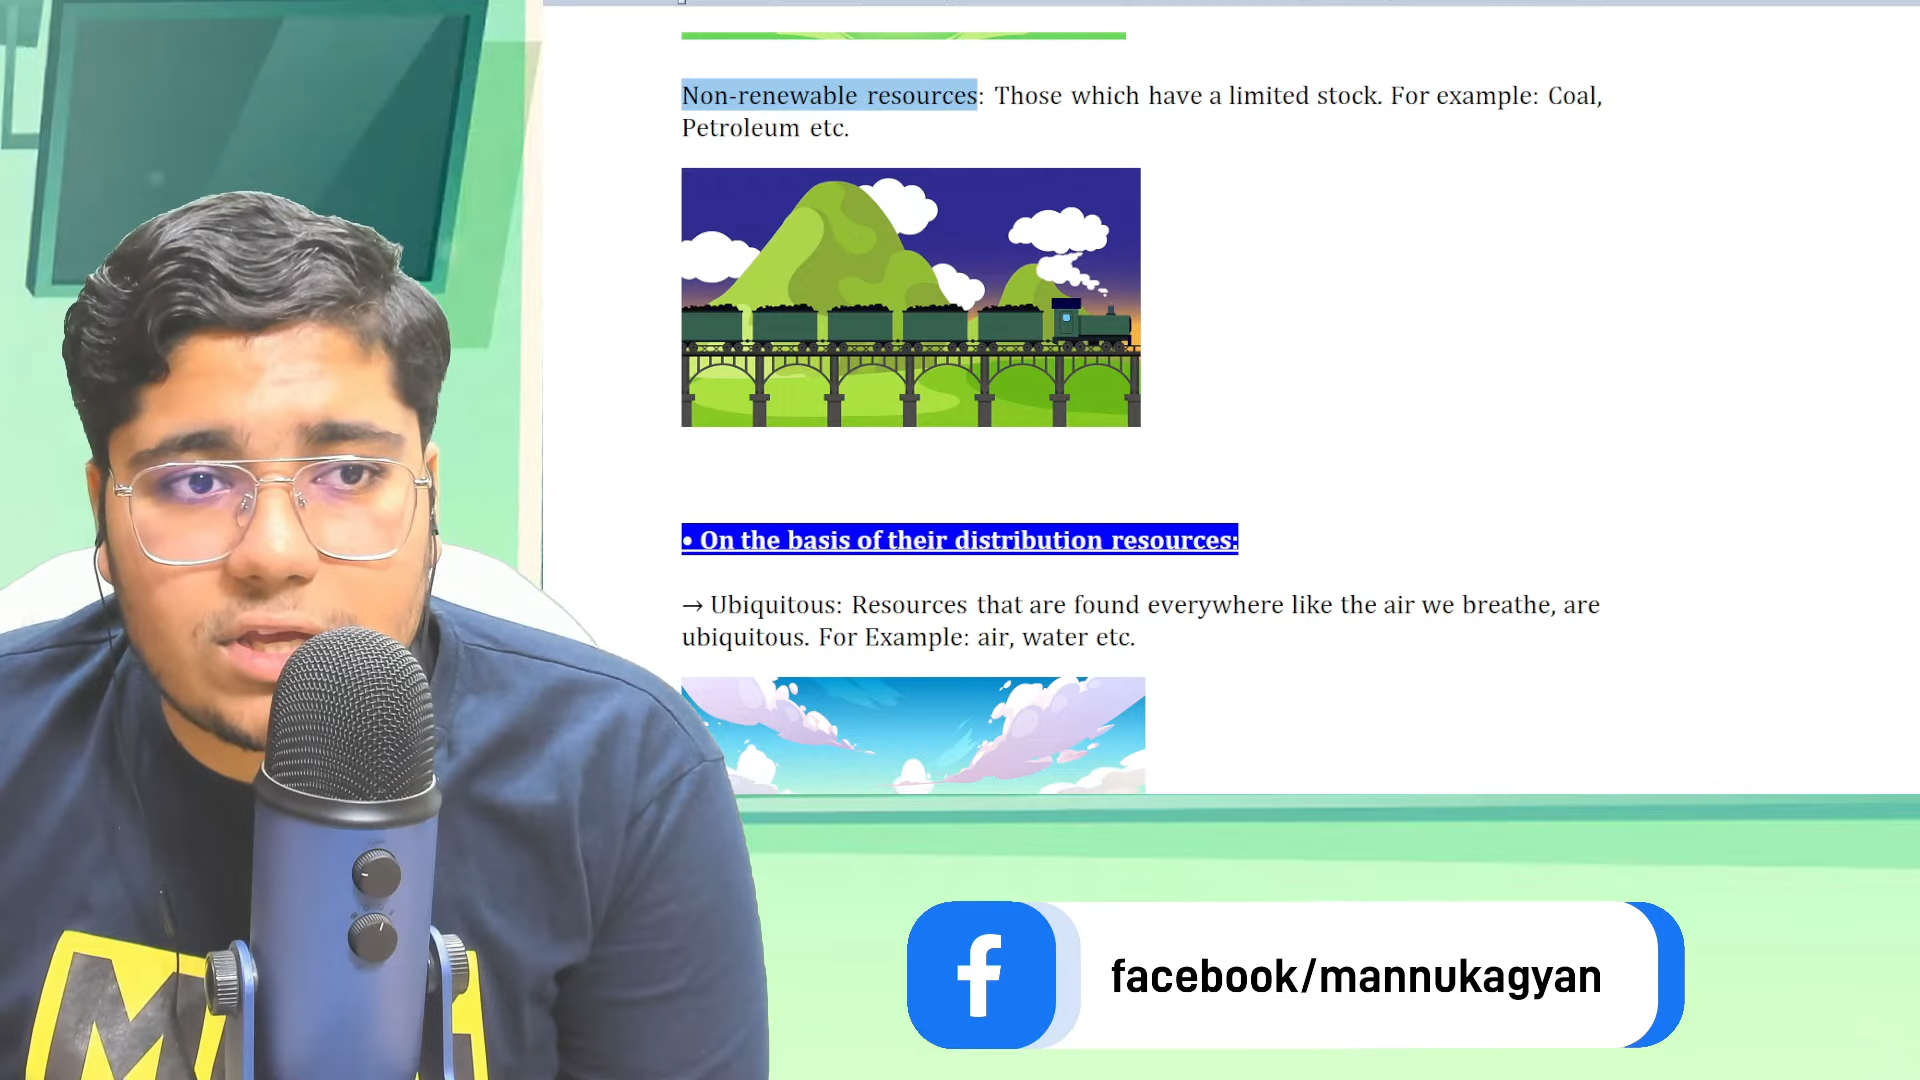 Non-renewable resources: Those which have a limited stock. For example: Coal,
Petroleum etc.
• On the basis of their distribution resources:
→ Ubiquitous: Resources that are found everywhere like the air we breathe, are
ubiquitous. For Example: air, water etc.
facebook/mannukagyan